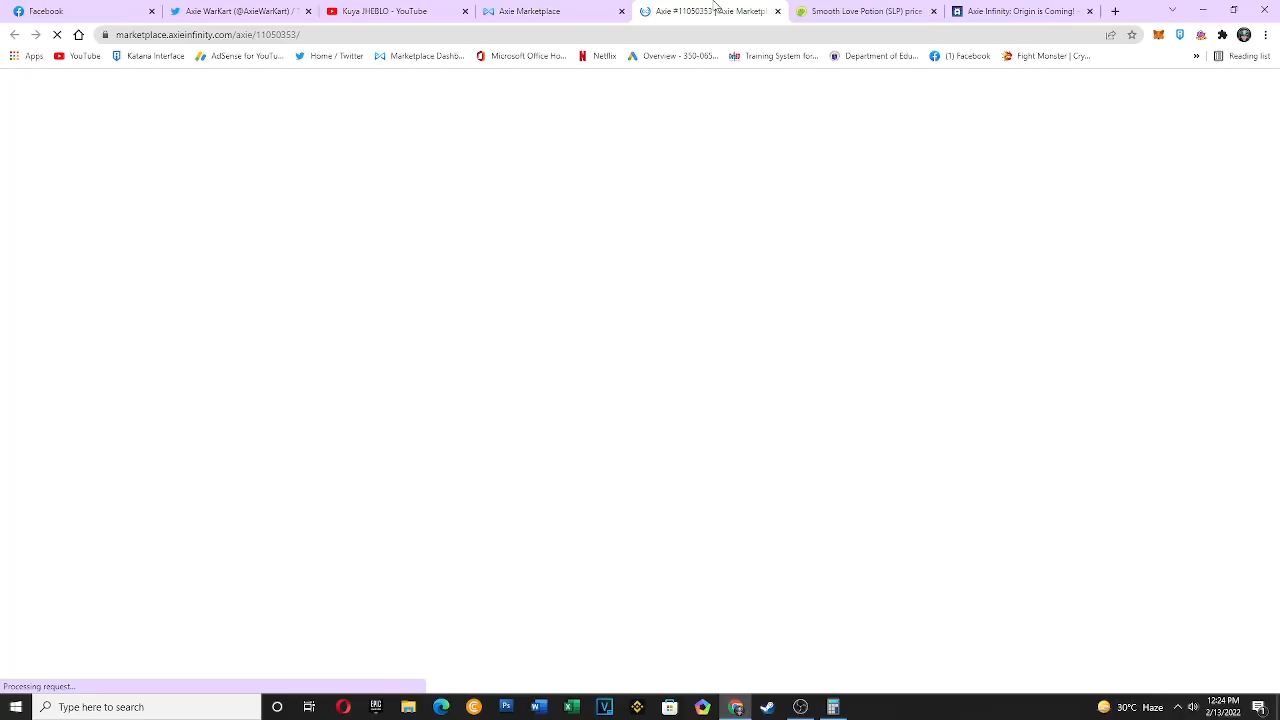 Facebook
Axie WarKart (@AxieWarKart) / T
Kuya JHEBLO - YouTube
Axie Marketplace
Axie #11050353 | Axie Marketpl
Smooth Love Potion (SLP) price
Axie Infinity: Origin is Coming -
marketplace.axieinfinity.com/axie/11050353/
Apps
YouTube
Katana Interface
AdSense for YouTu...
Home / Twitter
Marketplace Dashb...
Microsoft Office Ho...
Netflix
Overview - 350-065...
Training System for...
Department of Edu...
(1) Facebook
Fight Monster | Cry...
»
Reading list
Processing request...
Type here to search
30°C Haze
12:24 PM
2/13/2022